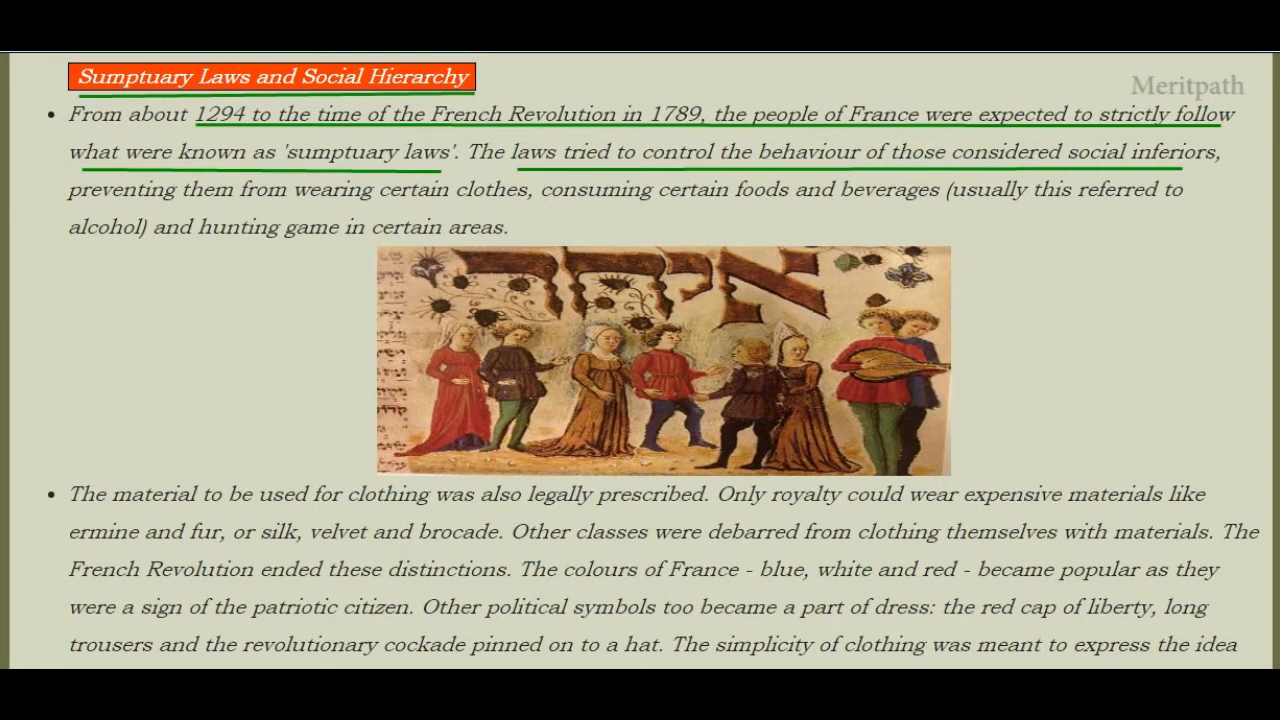 Sumptuary Laws and Social Hierarchy
Meritpath
• From about 1294 to the time of the French Revolution in 1789, the people of France were expected to strictly follow
what were known as 'sumptuary laws'. The laws tried to control the behaviour of those considered social inferiors,
preventing them from wearing certain clothes, consuming certain foods and beverages (usually this referred to
alcohol) and hunting game in certain areas.
• The material to be used for clothing was also legally prescribed. Only royalty could wear expensive materials like
ermine and fur, or silk, velvet and brocade. Other classes were debarred from clothing themselves with materials. The
French Revolution ended these distinctions. The colours of France - blue, white and red - became popular as they
were a sign of the patriotic citizen. Other political symbols too became a part of dress: the red cap of liberty, long
trousers and the revolutionary cockade pinned on to a hat. The simplicity of clothing was meant to express the idea